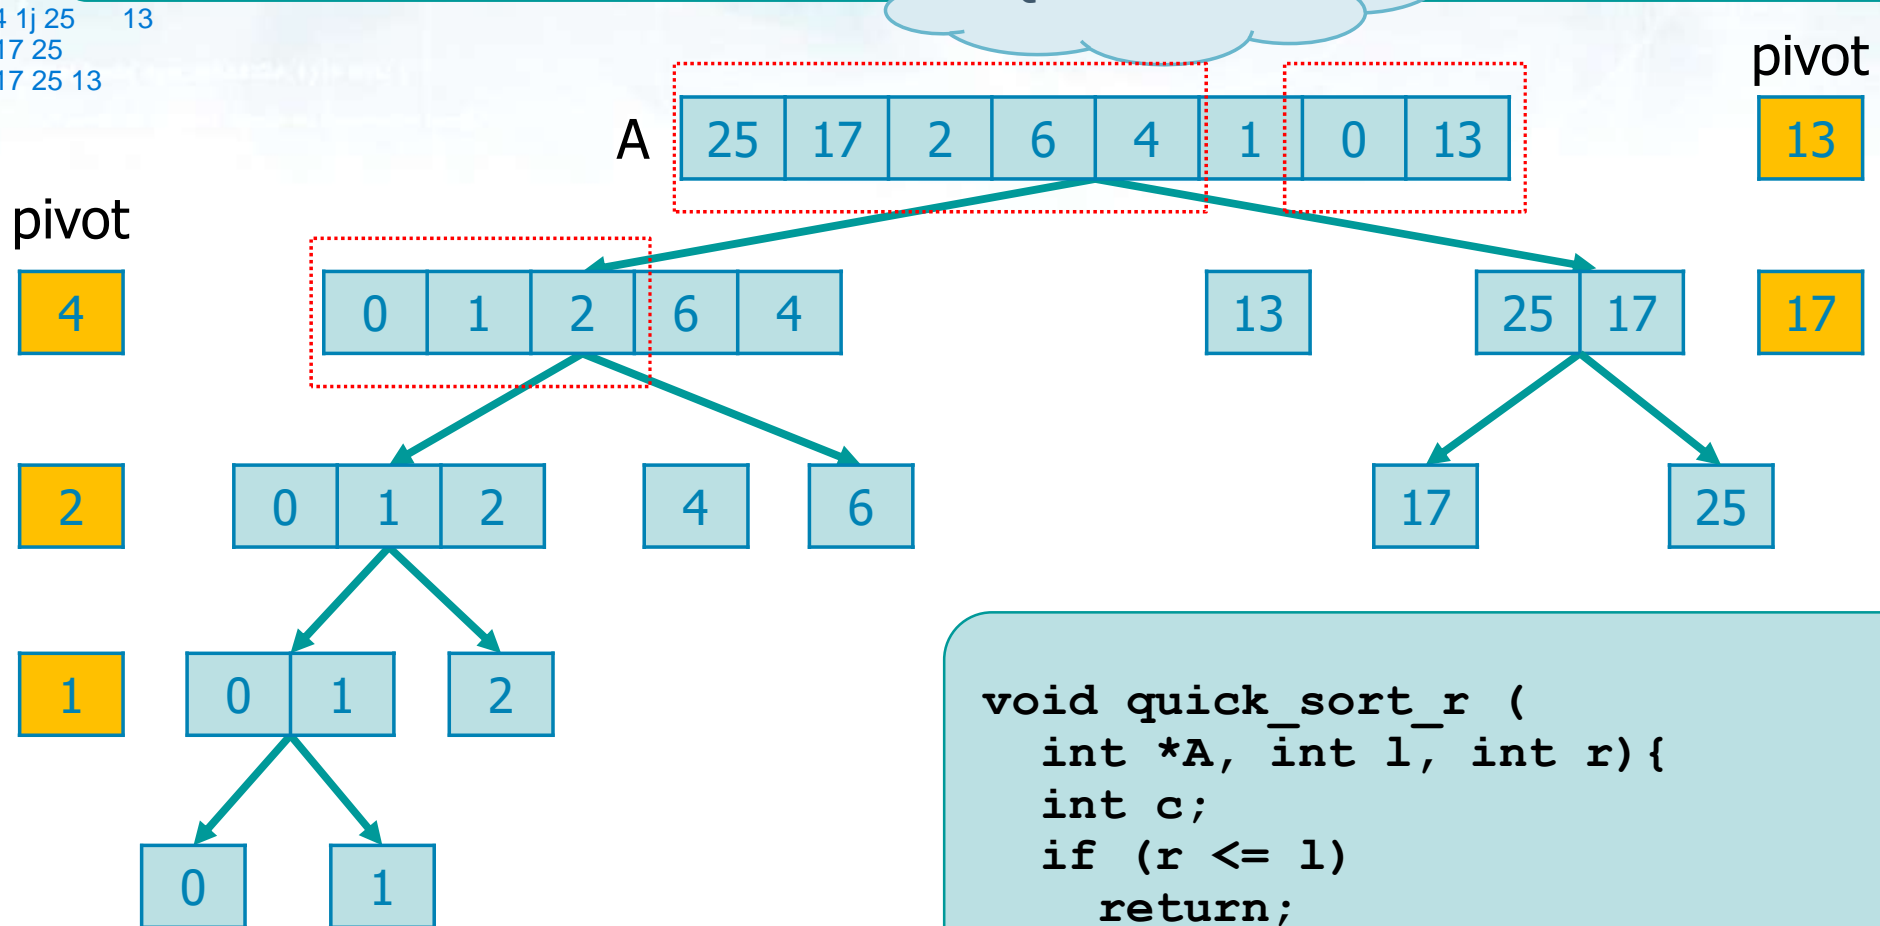 4 1j 25 13
17 25
17 25 13
pivot
A 25 17 2 6 4 1 0 13 13
pivot
4 0 1 2 6 4 13 25 17 17
2 0 1 2 4 6 17 25
1 0 1 2
0 1
void quick_sort_r (
int *A, int l, int r){
int c;
if (r <= l)
return;